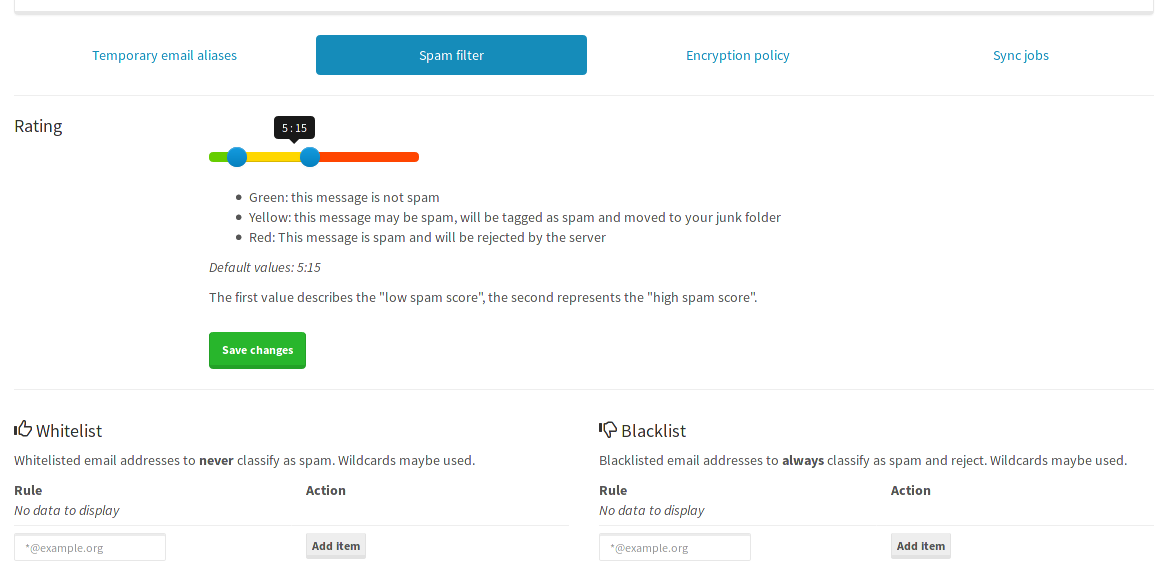 Temporary email aliases Spam filter Encryption policy Sync jobs
Rating
5 : 15
Green: this message is not spam
Yellow: this message may be spam, will be tagged as spam and moved to your junk folder
Red: This message is spam and will be rejected by the server
Default values: 5:15
The first value describes the "low spam score", the second represents the "high spam score".
Save changes
Whitelist
Whitelisted email addresses to never classify as spam. Wildcards maybe used.
Rule Action
No data to display
*@example.org Add item
Blacklist
Blacklisted email addresses to always classify as spam and reject. Wildcards maybe used.
Rule Action
No data to display
*@example.org Add item